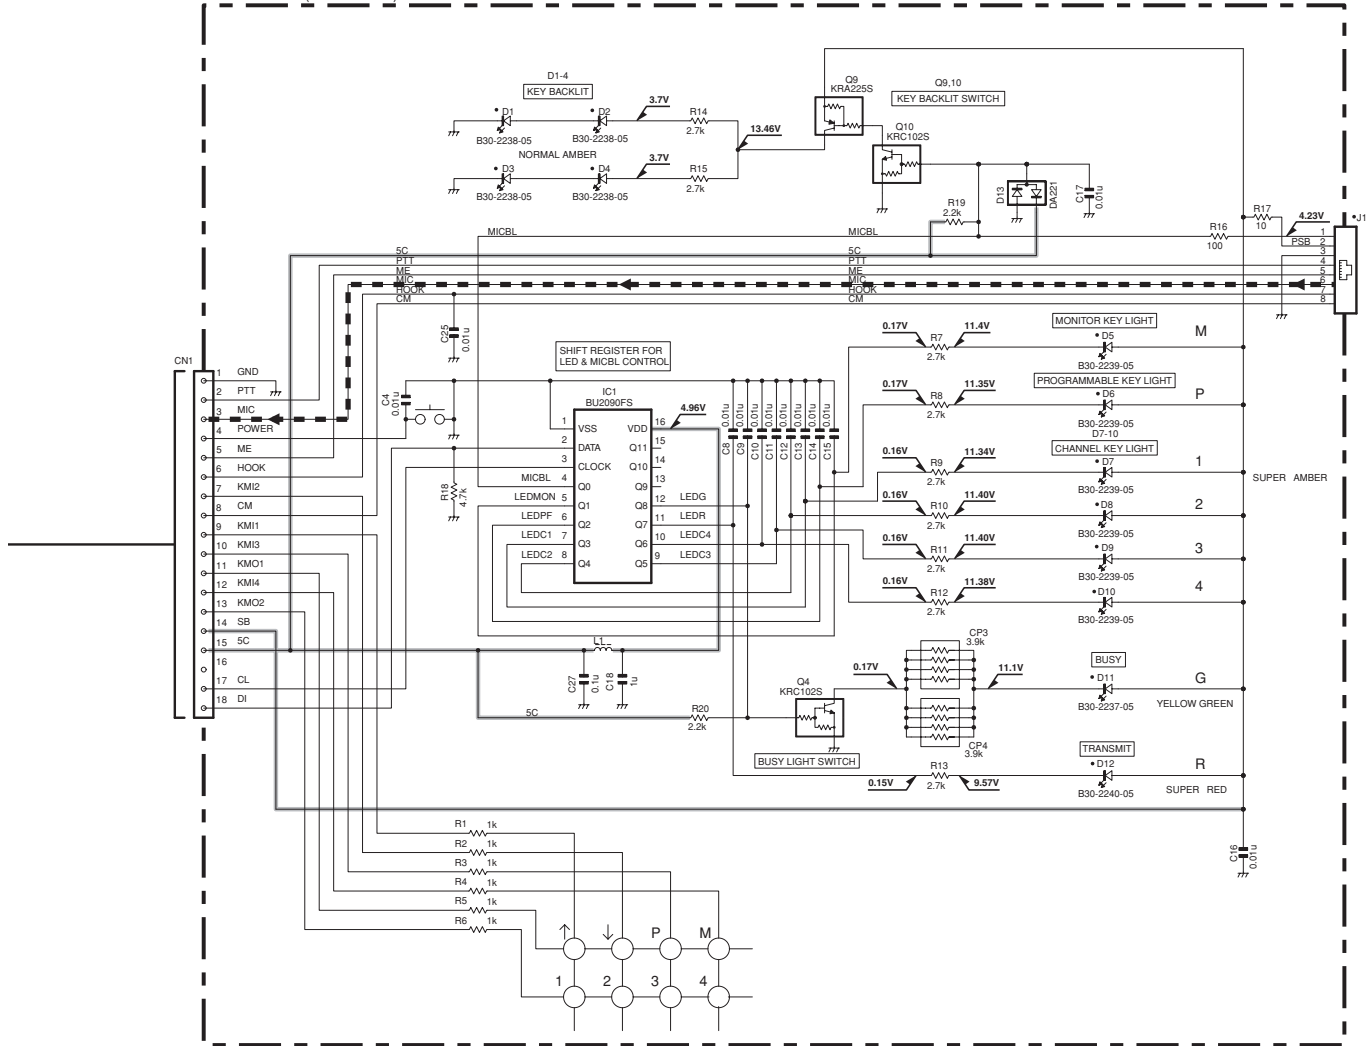 D1-4
KEY BACKLIT
• D1
B30-2238-05
• D2
B30-2238-05
3.7V
R14
2.7k
13.46V
NORMAL AMBER
• D3
B30-2238-05
• D4
B30-2238-05
3.7V
R15
2.7k
Q9
KRA225S
Q9,10
KEY BACKLIT SWITCH
Q10
KRC102S
D13
DA221
C17
0.01u
R19
2.2k
R16
100
R17
10
4.23V
•J1
MICBL
MICBL
5C
5C
PTT
PTT
ME
ME
MIC
MIC
HOOK
HOOK
CM
CM
1
PSB 2
3
4
5
6
7
8
C25
0.01u
CN1
1 GND
2 PTT
3 MIC
4 POWER
5 ME
6 HOOK
7 KMI2
8 CM
9 KMI1
10 KMI3
11 KMO1
12 KMI4
13 KMO2
14 SB
15 5C
16
17 CL
18 DI
C4
0.01u
R18
4.7k
SHIFT REGISTER FOR
LED & MICBL CONTROL
IC1
BU2090FS
1 VSS
2 DATA
3 CLOCK
MICBL 4 Q0
LEDMON 5 Q1
LEDPF 6 Q2
LEDC1 7 Q3
LEDC2 8 Q4
VDD 16
4.96V
Q11 15
Q10 14
Q9 13
Q8 12 LEDG
Q7 11 LEDR
Q6 10 LEDC4
Q5 9 LEDC3
C8 0.01u
C9 0.01u
C10 0.01u
C11 0.01u
C12 0.01u
C13 0.01u
C14 0.01u
C15 0.01u
MONITOR KEY LIGHT
0.17V
R7
2.7k
11.4V
• D5
B30-2239-05
M
PROGRAMMABLE KEY LIGHT
0.17V
R8
2.7k
11.35V
• D6
B30-2239-05
P
D7-10
CHANNEL KEY LIGHT
0.16V
R9
2.7k
11.34V
• D7
B30-2239-05
1
SUPER AMBER
0.16V
R10
2.7k
11.40V
• D8
B30-2239-05
2
0.16V
R11
2.7k
11.40V
• D9
B30-2239-05
3
0.16V
R12
2.7k
11.38V
• D10
B30-2239-05
4
L1
C27
0.1u
C18
1u
5C
R20
2.2k
Q4
KRC102S
BUSY LIGHT SWITCH
0.17V
CP3
3.9k
CP4
3.9k
11.1V
BUSY
• D11
B30-2237-05
G
YELLOW GREEN
TRANSMIT
0.15V
R13
2.7k
9.57V
• D12
B30-2240-05
R
SUPER RED
C16
0.01u
R1 1k
R2 1k
R3 1k
R4 1k
R5 1k
R6 1k
↑ ↓ P M
1 2 3 4